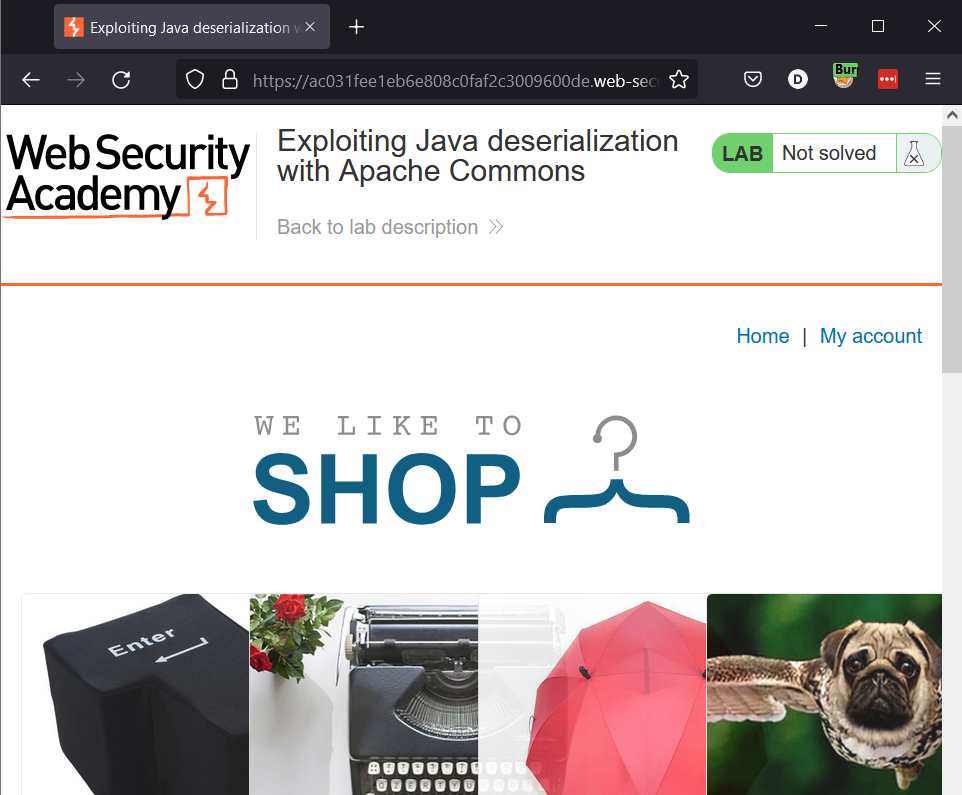 Exploiting Java deserialization w
https://ac031fee1eb6e808c0faf2c3009600de.web-sec
D
Bur
Web Security
Academy
Exploiting Java deserialization
with Apache Commons
Back to lab description
LAB Not solved
Home | My account
WE LIKE TO
SHOP
Enter